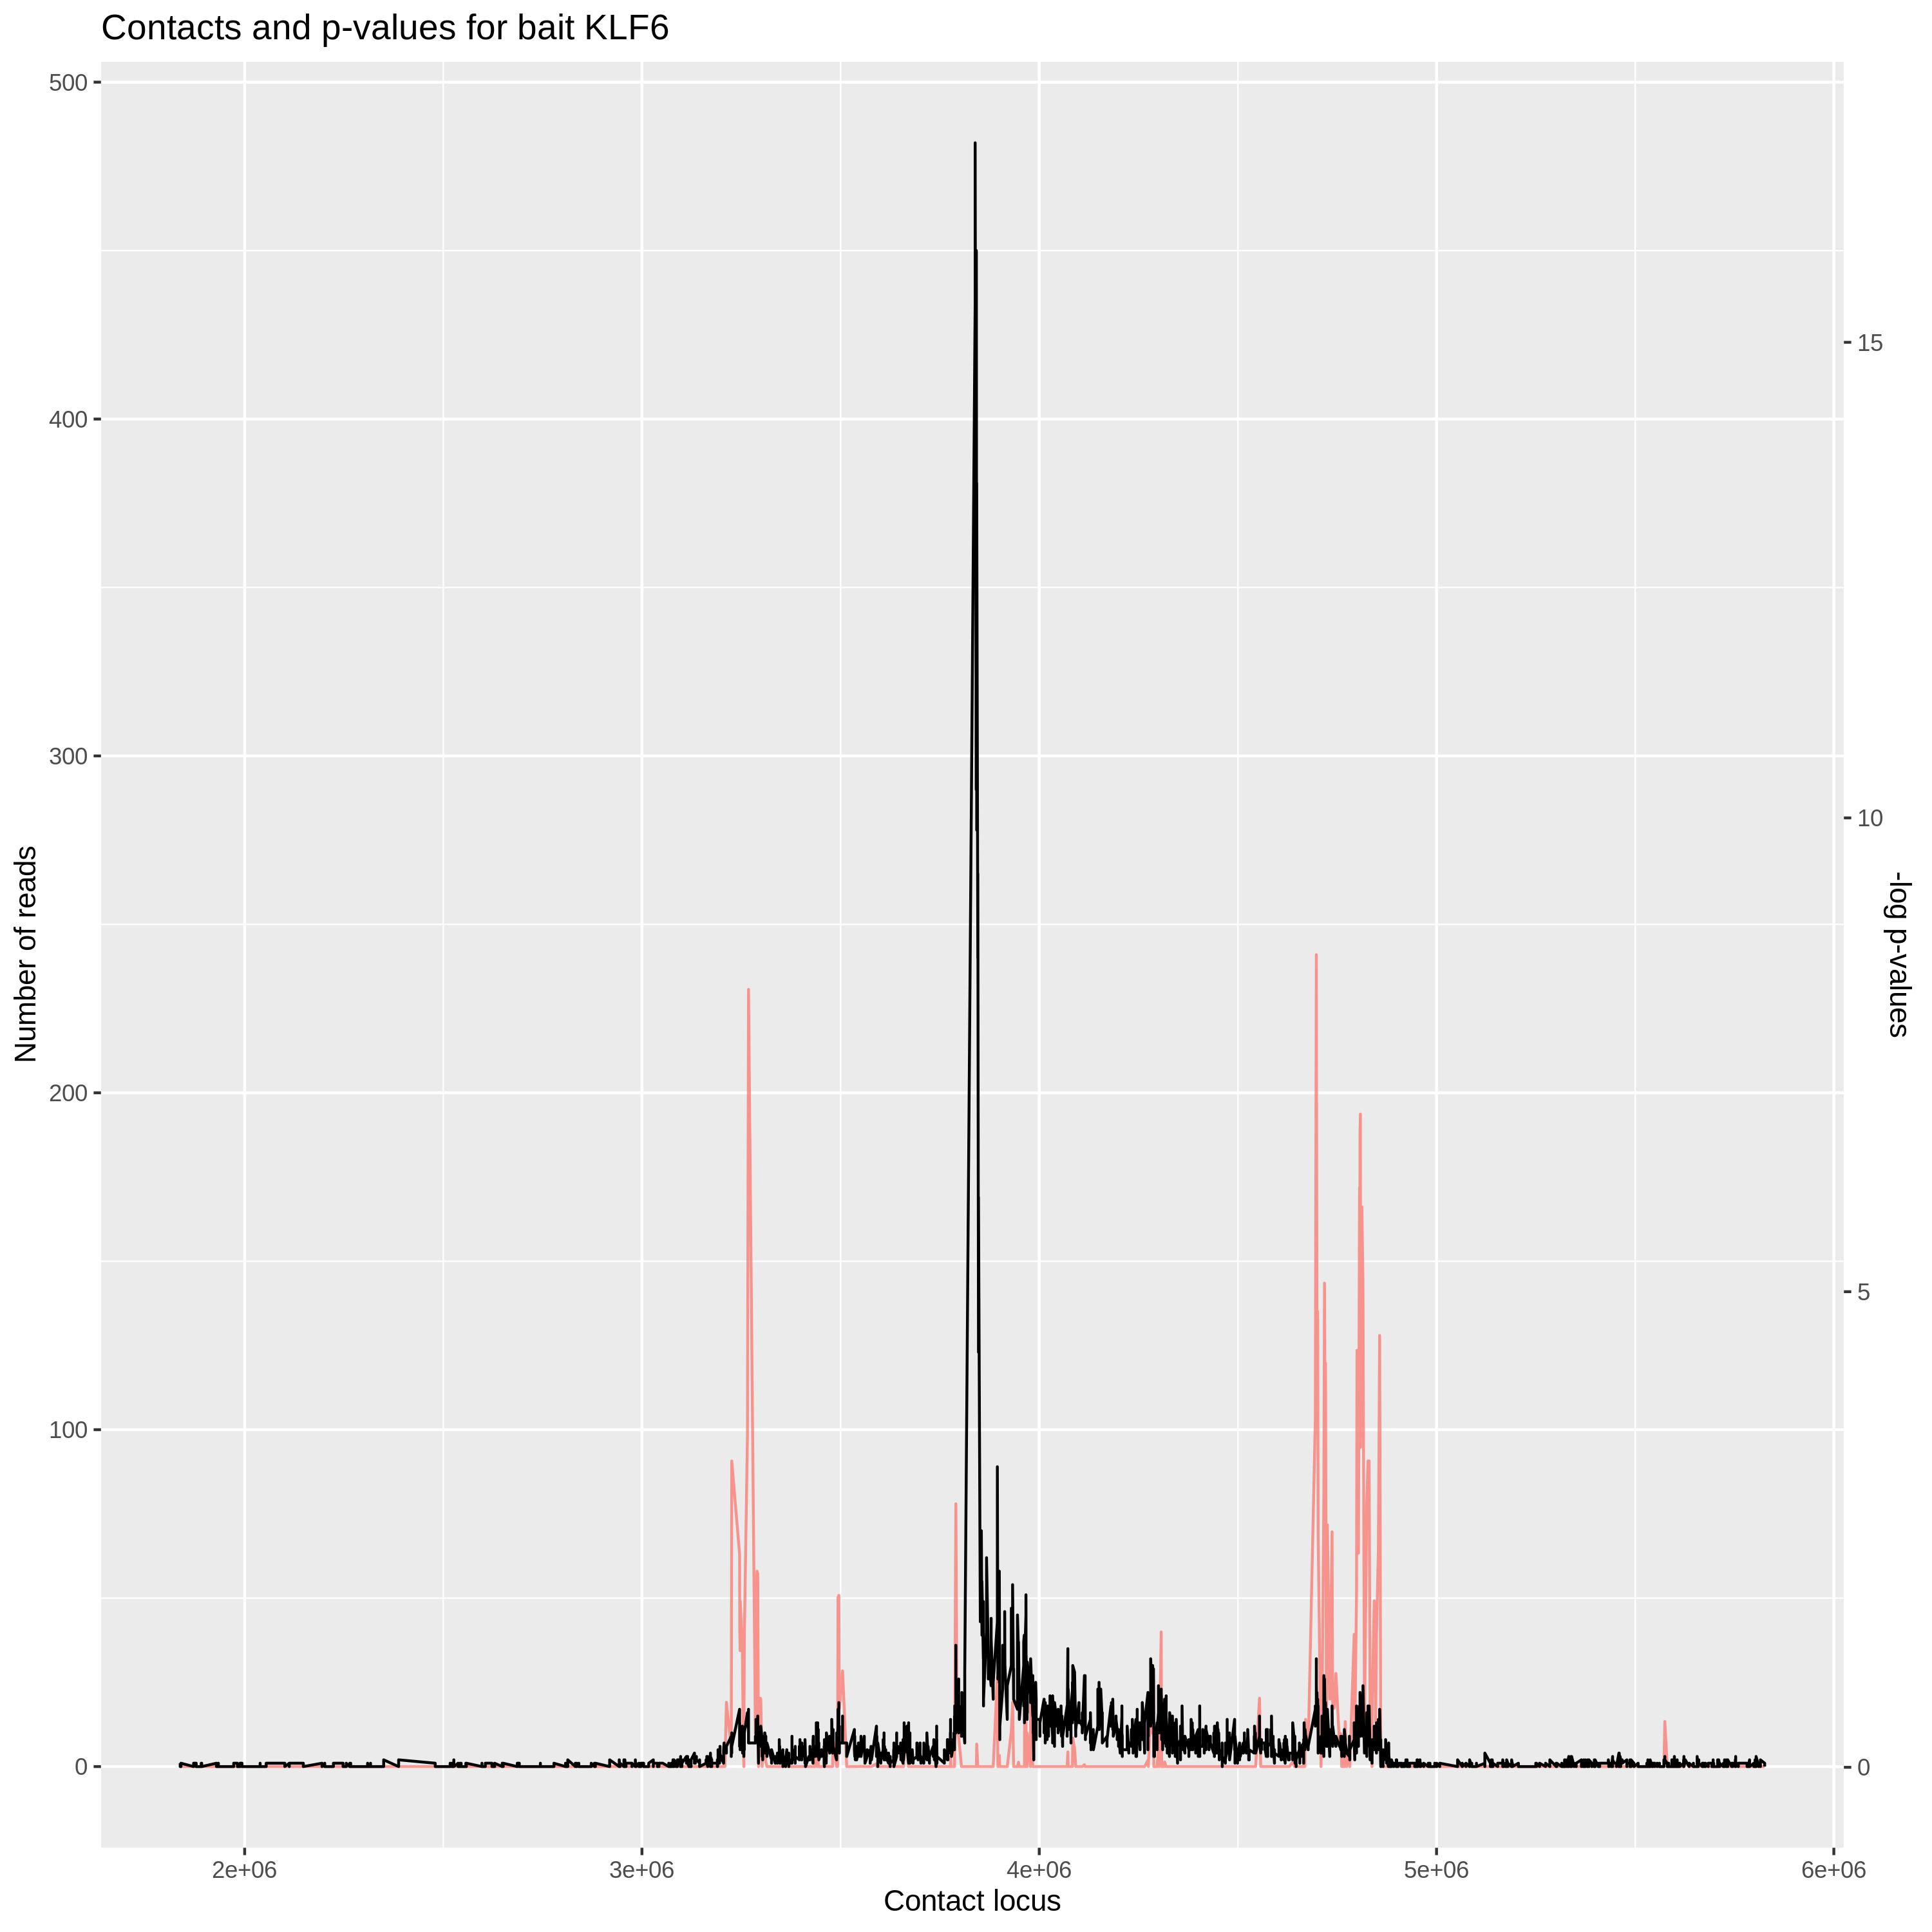 Contacts and p-values for bait KLF6
500
400
300
200
100
0
Number of reads
15
10
5
0
-log p-values
2e+06
3e+06
4e+06
5e+06
6e+06
Contact locus